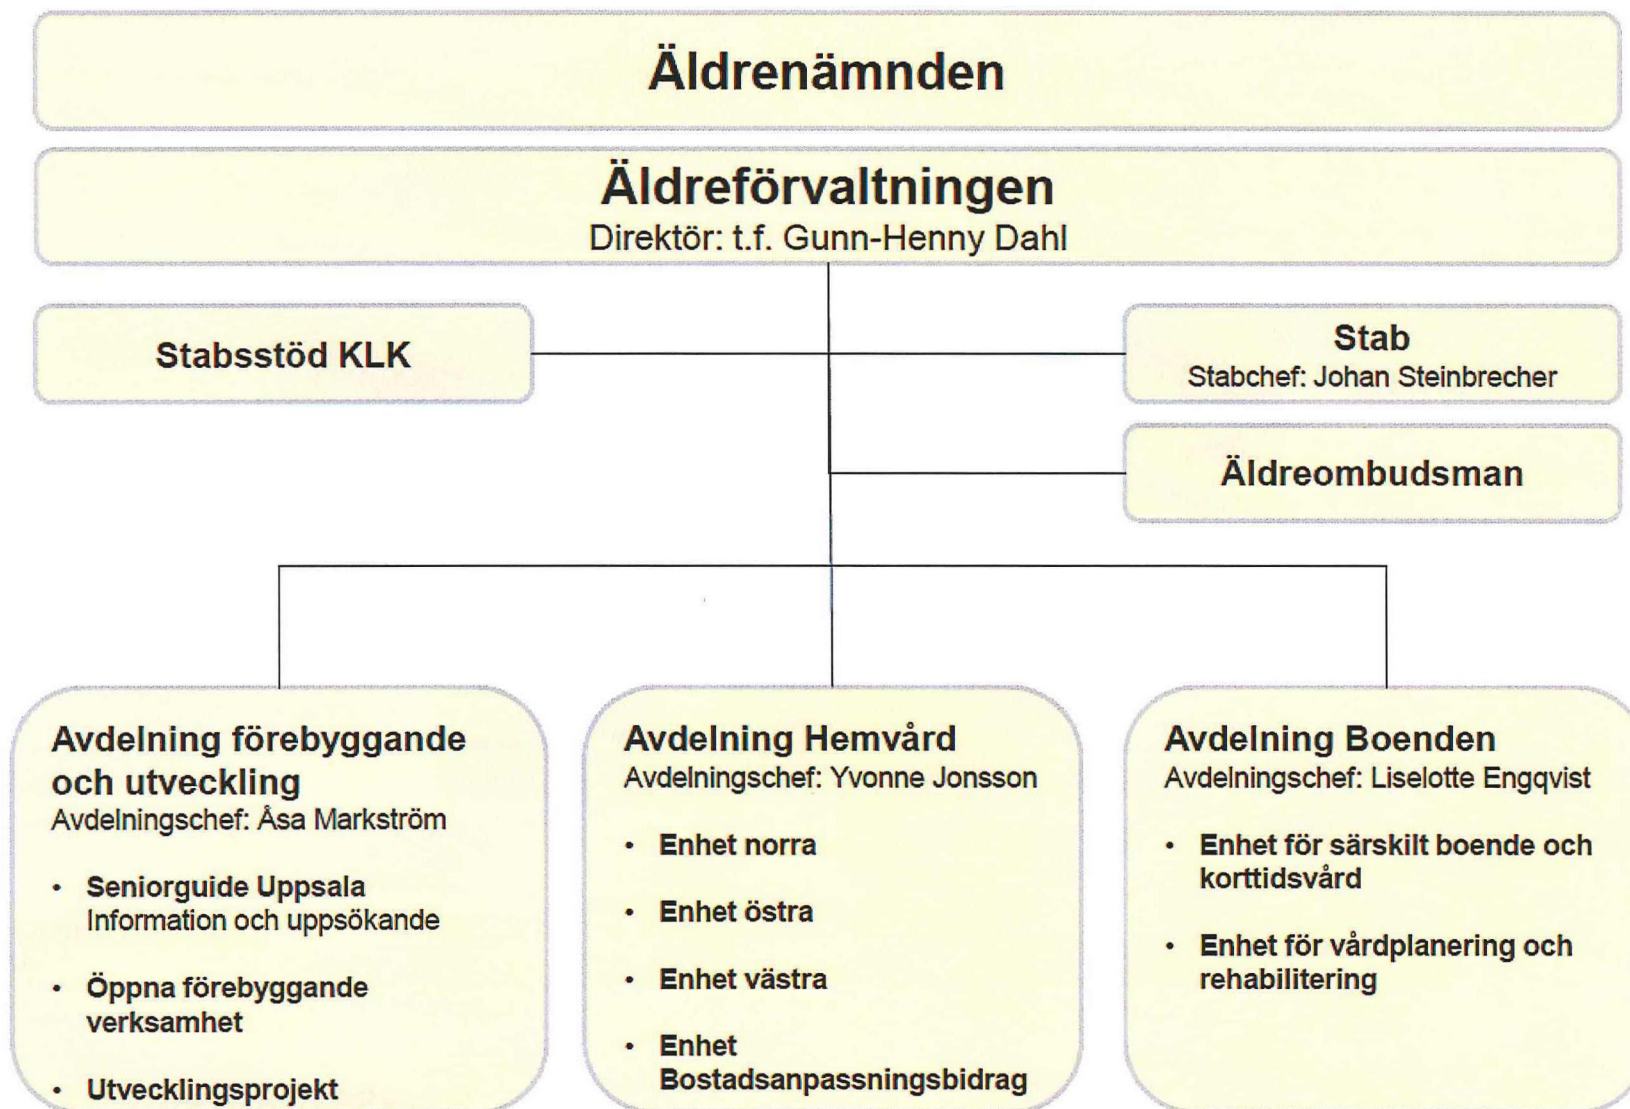 Äldrenämnden
Äldreförvaltningen
Direktör: t.f. Gunn-Henny Dahl
Stabsstöd KLK
Stab
Stabchef: Johan Steinbrecher
Äldreombudsman
Avdelning förebyggande
och utveckling
Avdelningschef: Åsa Markström
• Seniorguide Uppsala
Information och uppsökande
• Öppna förebyggande
verksamhet
• Utvecklingsprojekt
Avdelning Hemvård
Avdelningschef: Yvonne Jonsson
• Enhet norra
• Enhet östra
• Enhet västra
• Enhet
Bostadsanpassningsbidrag
Avdelning Boenden
Avdelningschef: Liselotte Engqvist
• Enhet för särskilt boende och
korttidsvård
• Enhet för vårdplanering och
rehabilitering